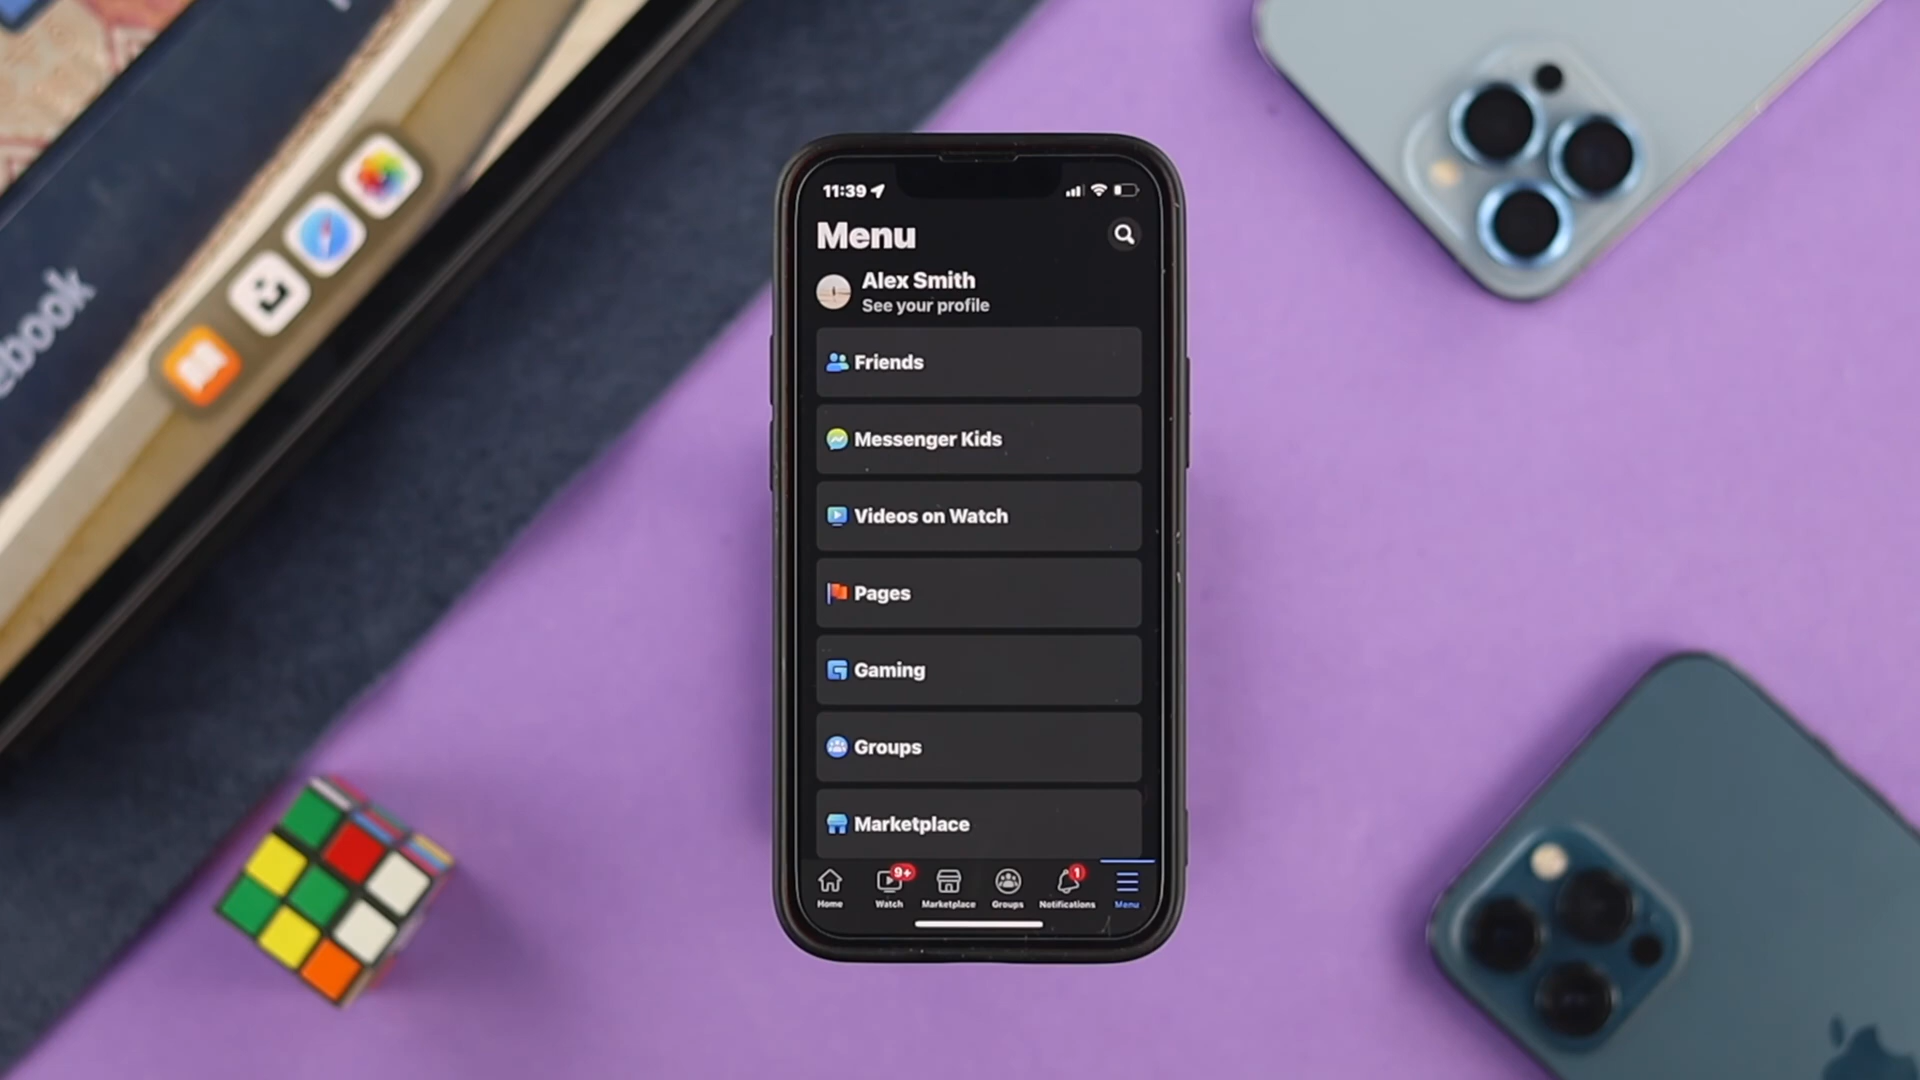 ebook
11:39
Menu
Alex Smith
See your profile
Friends
Messenger Kids
Videos on Watch
Pages
Gaming
Groups
Marketplace
9+
1
Home
Watch
Marketplace
Groups
Notifications
Menu